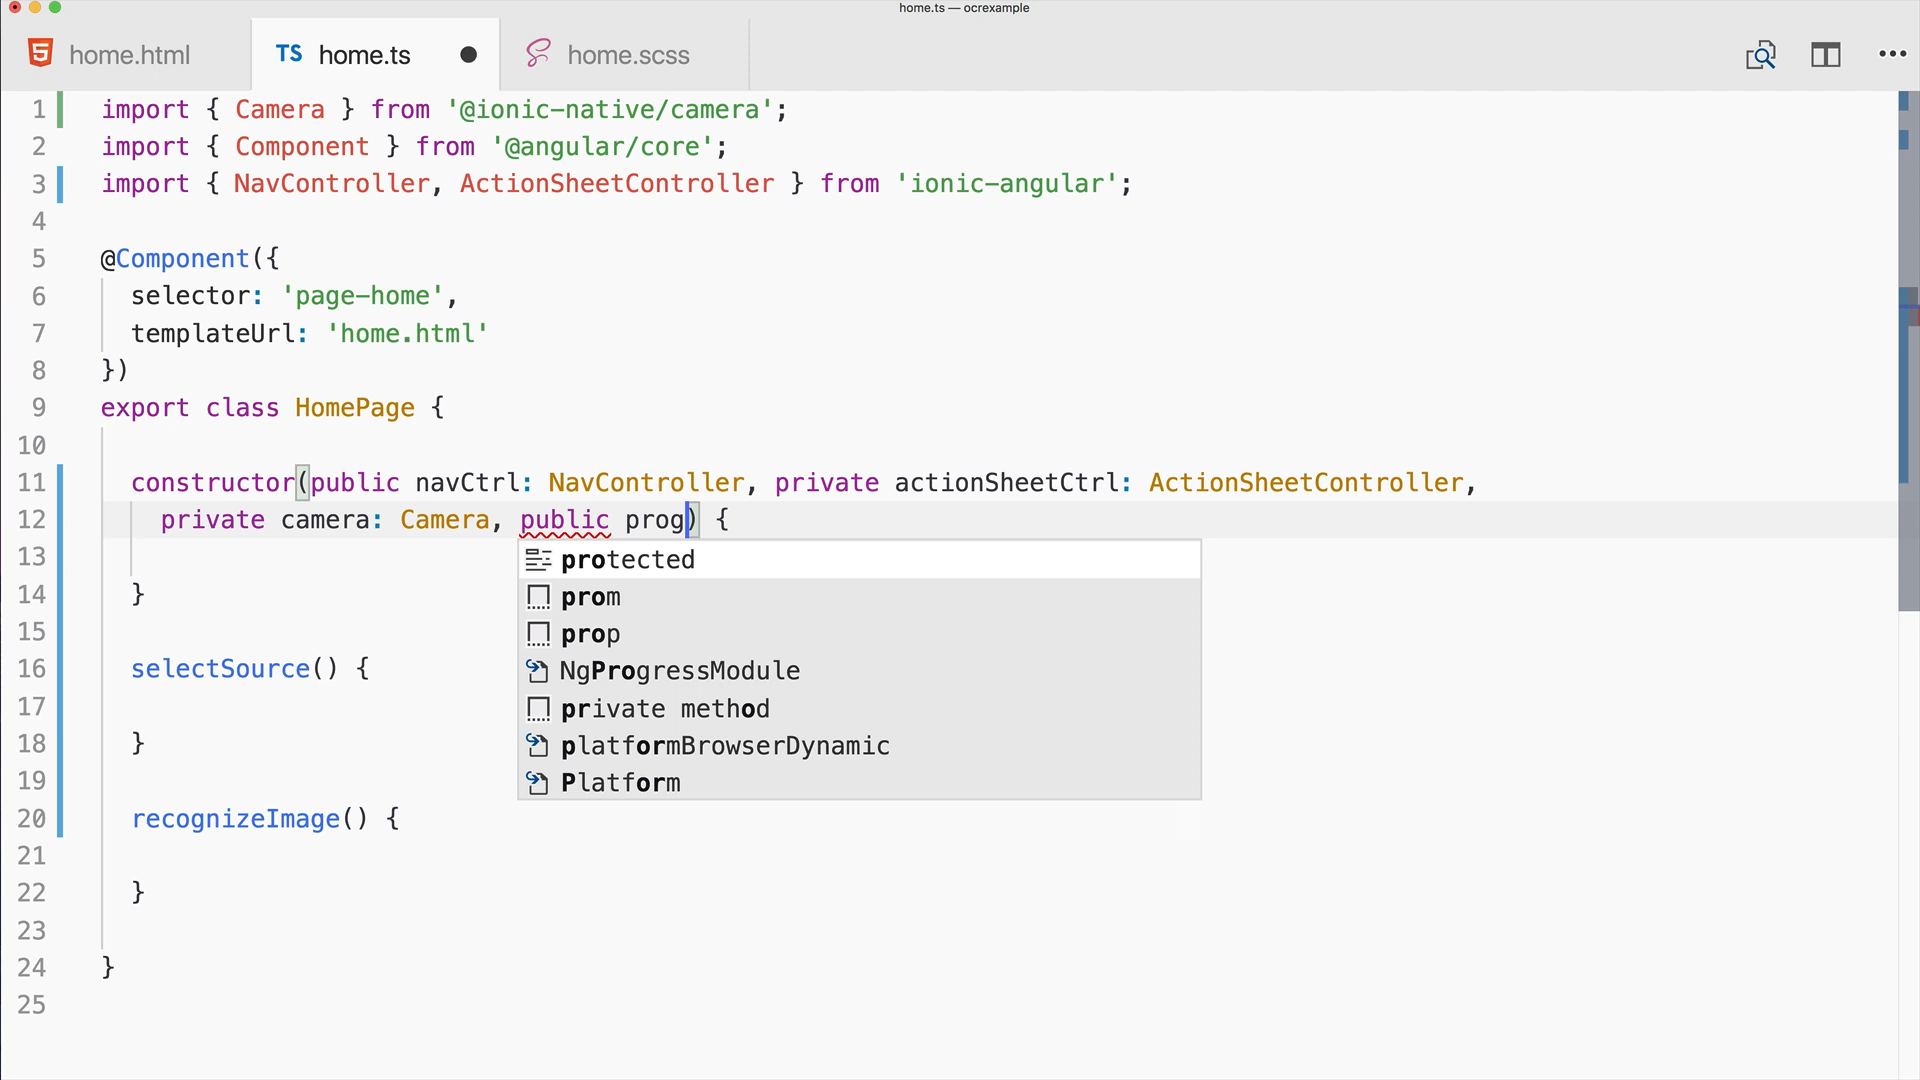 home.ts — ocrexample
home.html
TS home.ts
home.scss
1 import { Camera } from '@ionic-native/camera';
2 import { Component } from '@angular/core';
3 import { NavController, ActionSheetController } from 'ionic-angular';
4
5 @Component({
6 selector: 'page-home',
7 templateUrl: 'home.html'
8 })
9 export class HomePage {
10
11 constructor(public navCtrl: NavController, private actionSheetCtrl: ActionSheetController,
12 private camera: Camera, public prog) {
protected
prom
prop
NgProgressModule
private method
platformBrowserDynamic
Platform
13
14 }
15
16 selectSource() {
17
18 }
19
20 recognizeImage() {
21
22 }
23
24 }
25